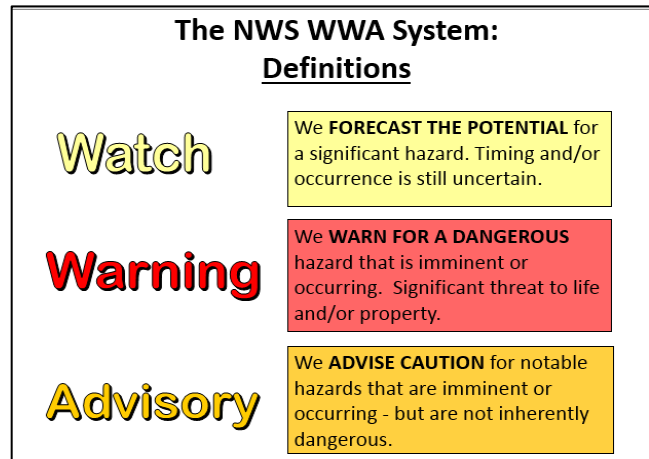 The NWS WWA System:
Definitions
Watch
We FORECAST THE POTENTIAL for
a significant hazard. Timing and/or
occurrence is still uncertain.
Warning
We WARN FOR A DANGEROUS
hazard that is imminent or
occurring.  Significant threat to life
and/or property.
Advisory
We ADVISE CAUTION for notable
hazards that are imminent or
occurring - but are not inherently
dangerous.